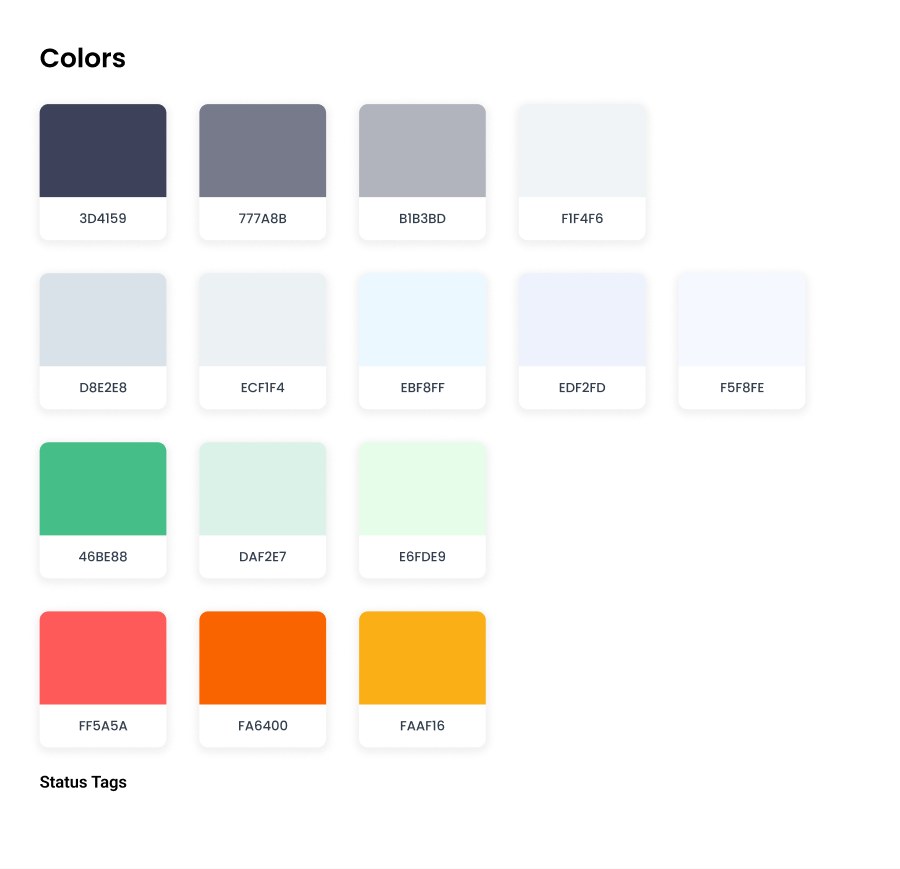 Colors
3D4159 777A8B B1B3BD F1F4F6
D8E2E8 ECF1F4 EBF8FF EDF2FD F5F8FE
46BE88 DAF2E7 E6FDE9
FF5A5A FA6400 FAAF16
Status Tags